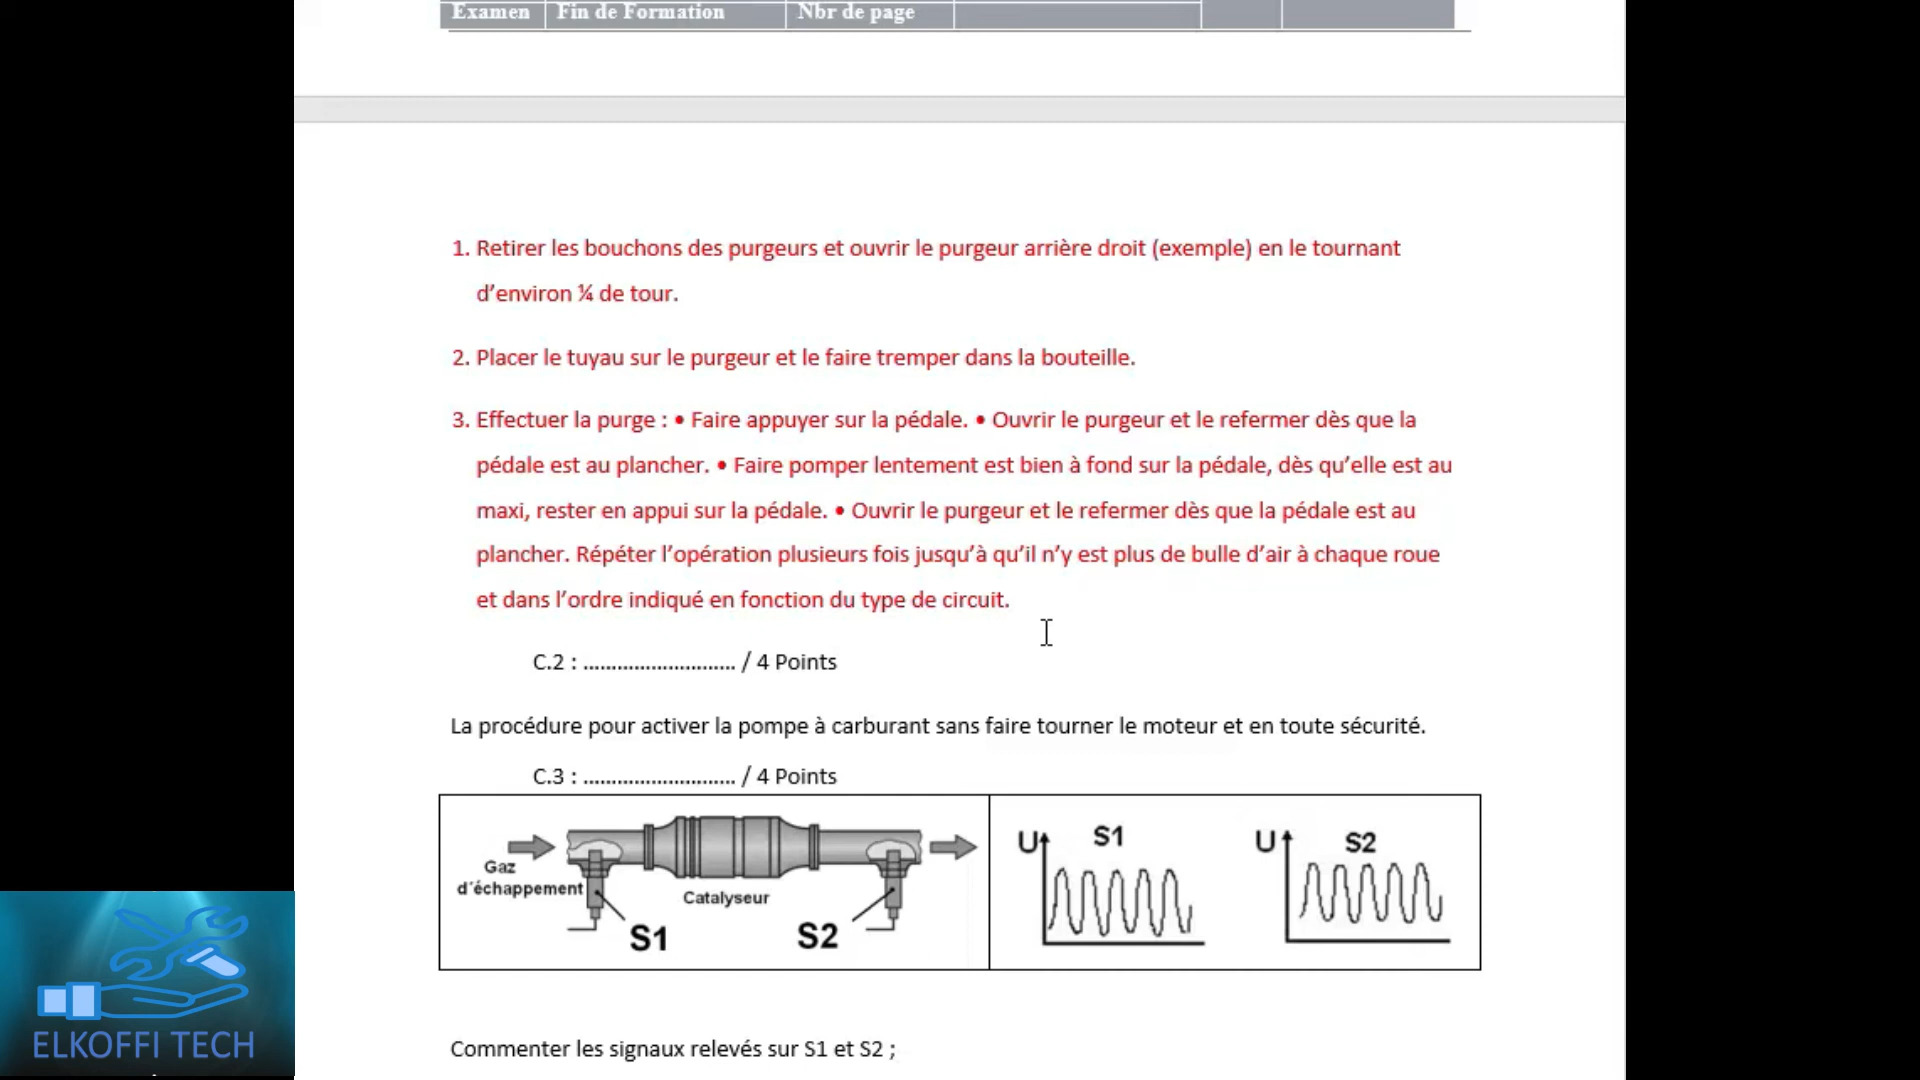 Examen Fin de Formation Nbr de page
1. Retirer les bouchons des purgeurs et ouvrir le purgeur arrière droit (exemple) en le tournant
d’environ ¼ de tour.
2. Placer le tuyau sur le purgeur et le faire tremper dans la bouteille.
3. Effectuer la purge : • Faire appuyer sur la pédale. • Ouvrir le purgeur et le refermer dès que la
pédale est au plancher. • Faire pomper lentement est bien à fond sur la pédale, dès qu’elle est au
maxi, rester en appui sur la pédale. • Ouvrir le purgeur et le refermer dès que la pédale est au
plancher. Répéter l’opération plusieurs fois jusqu’à qu’il n’y est plus de bulle d’air à chaque roue
et dans l’ordre indiqué en fonction du type de circuit.
C.2 : ........................... / 4 Points
La procédure pour activer la pompe à carburant sans faire tourner le moteur et en toute sécurité.
C.3 : ........................... / 4 Points
Gaz
d'échappement
Catalyseur
S1
S2
U S1
U S2
Commenter les signaux relevés sur S1 et S2 ;
ELKOFFI TECH